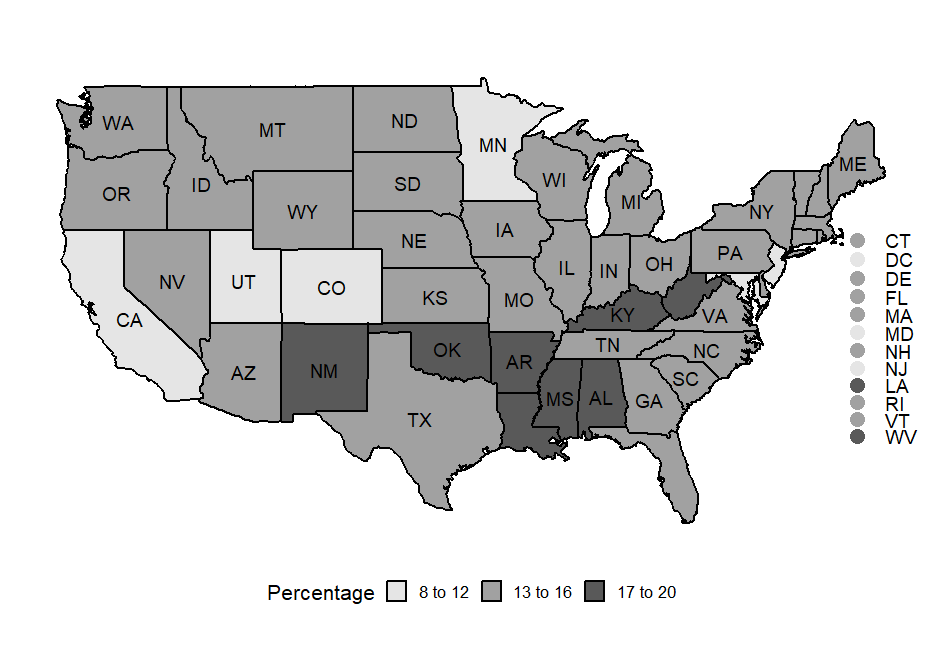 WA
MT
ND
MN
ME
OR
ID
SD
WI
MI
WY
NY
IA
NE
CT
PA
DC
IL
IN
OH
NV
UT
CO
DE
KS
MO
FL
CA
KY
VA
MA
MD
TN
NC
NH
OK
AR
NJ
AZ
NM
SC
LA
MS
AL
GA
RI
TX
VT
WV
Percentage 8 to 12 13 to 16 17 to 20